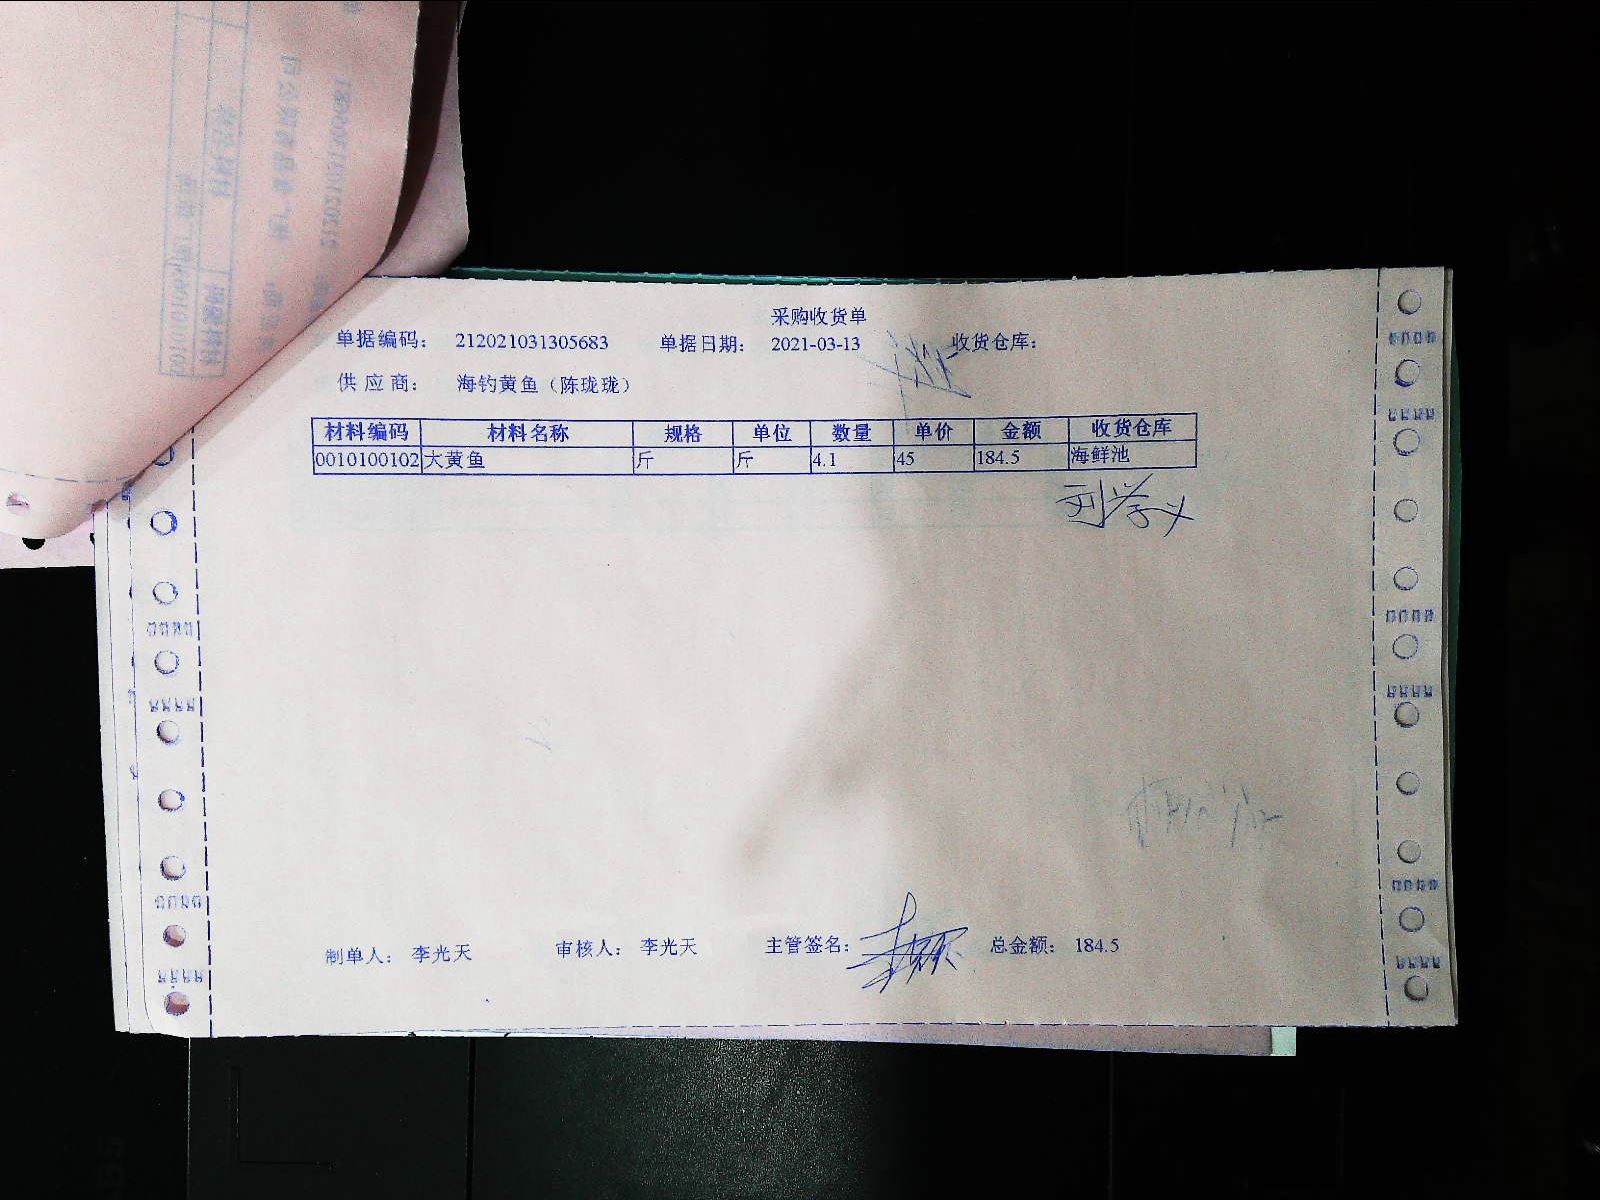 采购收货单
单据编码： 212021031305683 单据日期： 2021-03-13 收货仓库：
供 应 商： 海钓黄鱼（陈珑珑）
材料编码 材料名称 规格 单位 数量 单价 金额 收货仓库
0010100102 大黄鱼 斤 斤 4.1 45 184.5 海鲜池
刘学义
制单人： 李光天 审核人： 李光天 主管签名： 总金额： 184.5